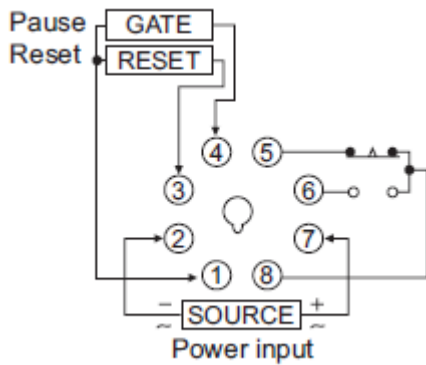 Pause GATE
Reset RESET
4 5
3 6
2 7
1 8
− SOURCE +
~ ~
Power input